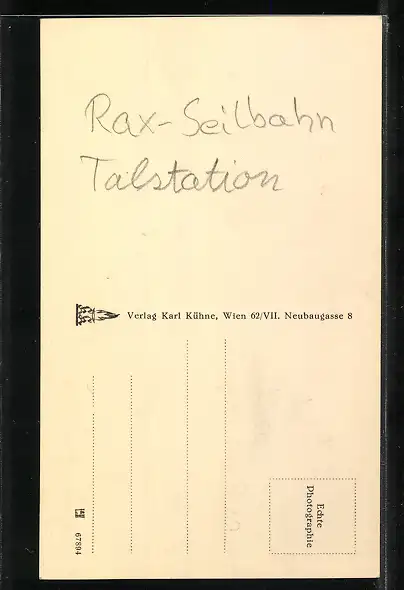 Rax-Seilbahn
Talstation
Verlag Karl Kühne, Wien 62/VII. Neubaugasse 8
Echte
Photographie
67894